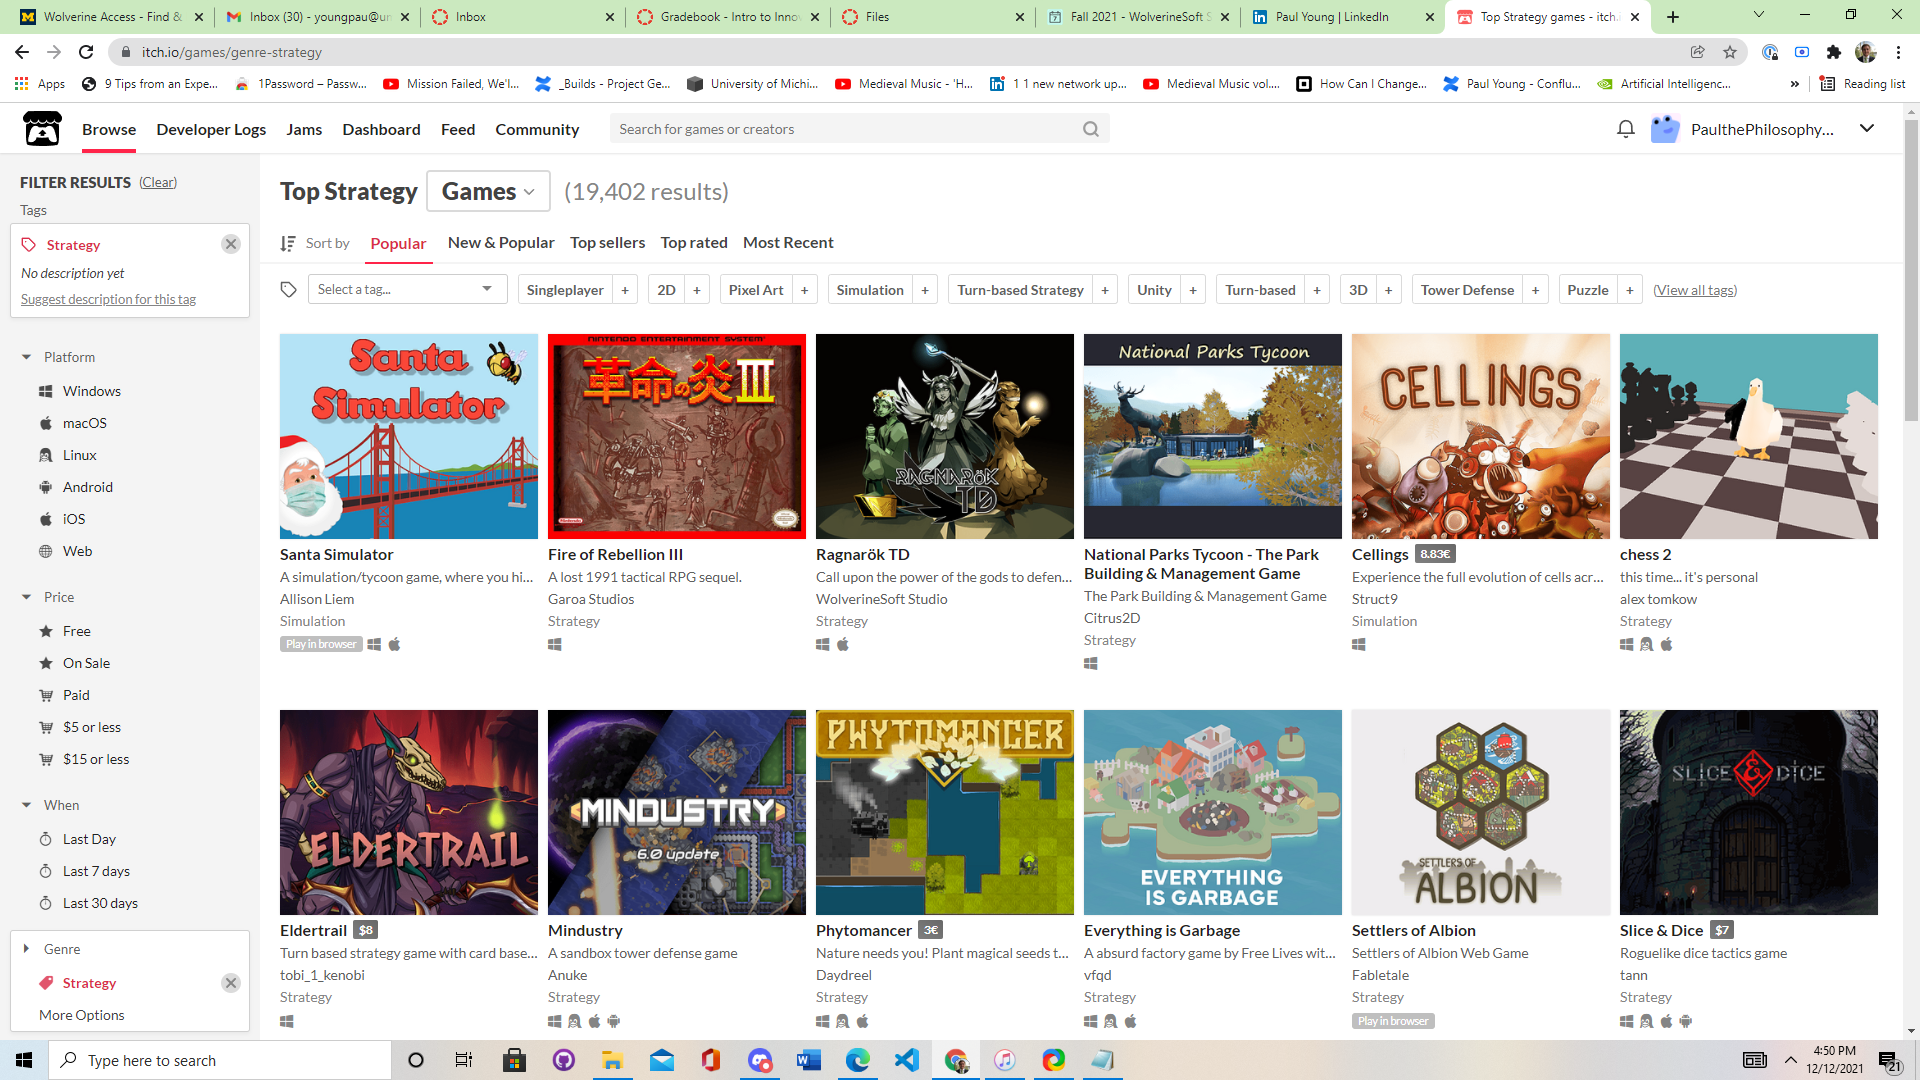 Wolverine Access - Find &
Inbox (30) - youngpau@un
Inbox
Gradebook - Intro to Innov
Files
Fall 2021 - WolverineSoft S
Paul Young | LinkedIn
Top Strategy games - itch.i
itch.io/games/genre-strategy
Apps
9 Tips from an Expe...
1Password – Passw...
Mission Failed, We'l...
_Builds - Project Ge...
University of Michi...
Medieval Music - 'H...
1 1 new network up...
Medieval Music vol....
How Can I Change...
Paul Young - Conflu...
Artificial Intelligenc...
»
Reading list
Browse
Developer Logs
Jams
Dashboard
Feed
Community
Search for games or creators
PaulthePhilosophy...
FILTER RESULTS (Clear)
Tags
Strategy
No description yet
Suggest description for this tag
Platform
Windows
macOS
Linux
Android
iOS
Web
Price
Free
On Sale
Paid
$5 or less
$15 or less
When
Last Day
Last 7 days
Last 30 days
Genre
Strategy
More Options
Top Strategy Games (19,402 results)
Sort by Popular New & Popular Top sellers Top rated Most Recent
Select a tag... Singleplayer + 2D + Pixel Art + Simulation + Turn-based Strategy + Unity + Turn-based + 3D + Tower Defense + Puzzle + (View all tags)
Santa
Simulator
Santa Simulator
A simulation/tycoon game, where you hi...
Allison Liem
Simulation
Play in browser
NINTENDO ENTERTAINMENT SYSTEM
革命の炎III
Nintendo
Fire of Rebellion III
A lost 1991 tactical RPG sequel.
Garoa Studios
Strategy
RAGNARÖK
TD
Ragnarök TD
Call upon the power of the gods to defen...
WolverineSoft Studio
Strategy
National Parks Tycoon
National Parks Tycoon - The Park
Building & Management Game
The Park Building & Management Game
Citrus2D
Strategy
CELLINGS
Cellings 8.83€
Experience the full evolution of cells acr...
Struct9
Simulation
chess 2
this time... it's personal
alex tomkow
Strategy
ELDERTRAIL
Eldertrail $8
Turn based strategy game with card base...
tobi_1_kenobi
Strategy
MINDUSTRY
6.0 update
Mindustry
A sandbox tower defense game
Anuke
Strategy
PHYTOMANCER
Phytomancer 3€
Nature needs you! Plant magical seeds t...
Daydreel
Strategy
EVERYTHING
IS GARBAGE
Everything is Garbage
A absurd factory game by Free Lives wit...
vfqd
Strategy
SETTLERS OF
ALBION
Settlers of Albion
Settlers of Albion Web Game
Fabletale
Strategy
Play in browser
SLICE & DICE
Slice & Dice $7
Roguelike dice tactics game
tann
Strategy
Type here to search
4:50 PM
12/12/2021
21